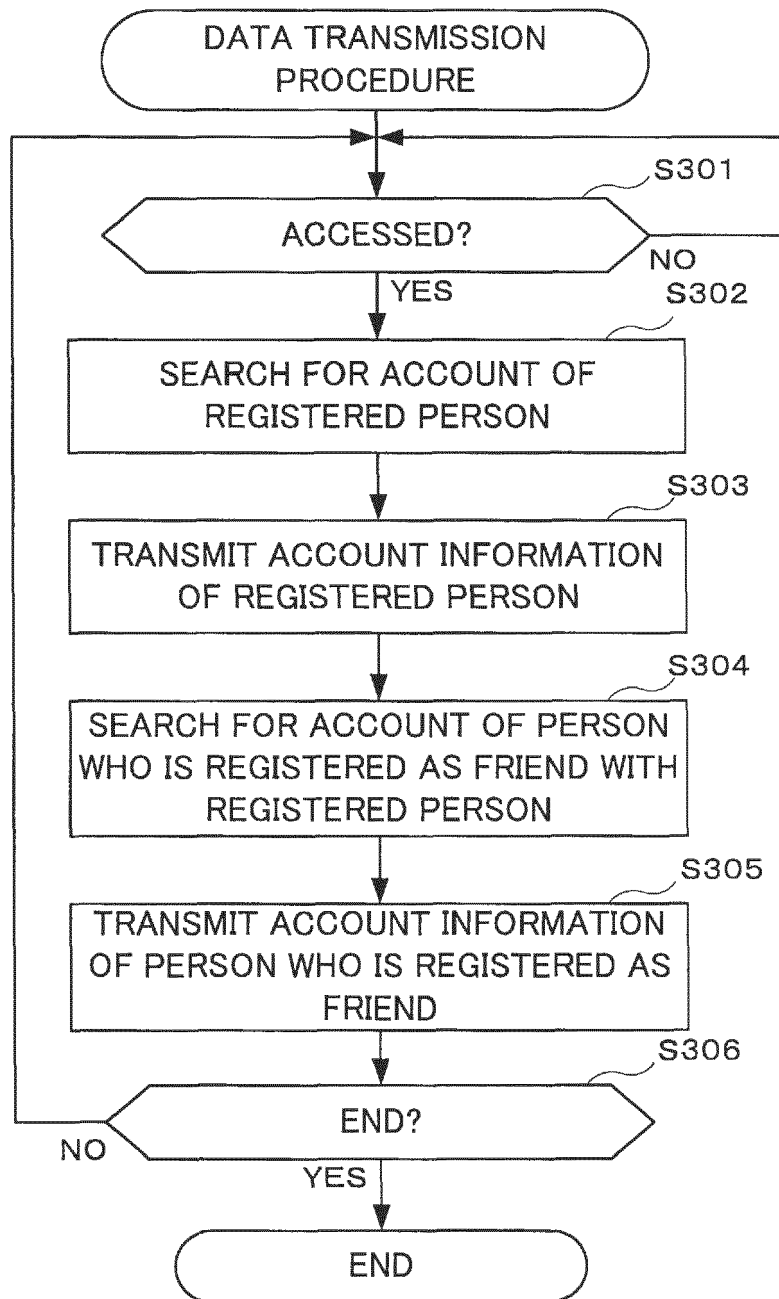 DATA TRANSMISSION
PROCEDURE
S301
ACCESSED?
NO
YES
S302
SEARCH FOR ACCOUNT OF
REGISTERED PERSON
S303
TRANSMIT ACCOUNT INFORMATION
OF REGISTERED PERSON
S304
SEARCH FOR ACCOUNT OF PERSON
WHO IS REGISTERED AS FRIEND WITH
REGISTERED PERSON
S305
TRANSMIT ACCOUNT INFORMATION
OF PERSON WHO IS REGISTERED AS
FRIEND
S306
END?
NO
YES
END